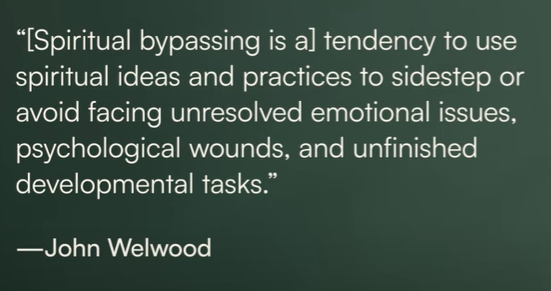 “[Spiritual bypassing is a] tendency to use
spiritual ideas and practices to sidestep or
avoid facing unresolved emotional issues,
psychological wounds, and unfinished
developmental tasks.”
—John Welwood